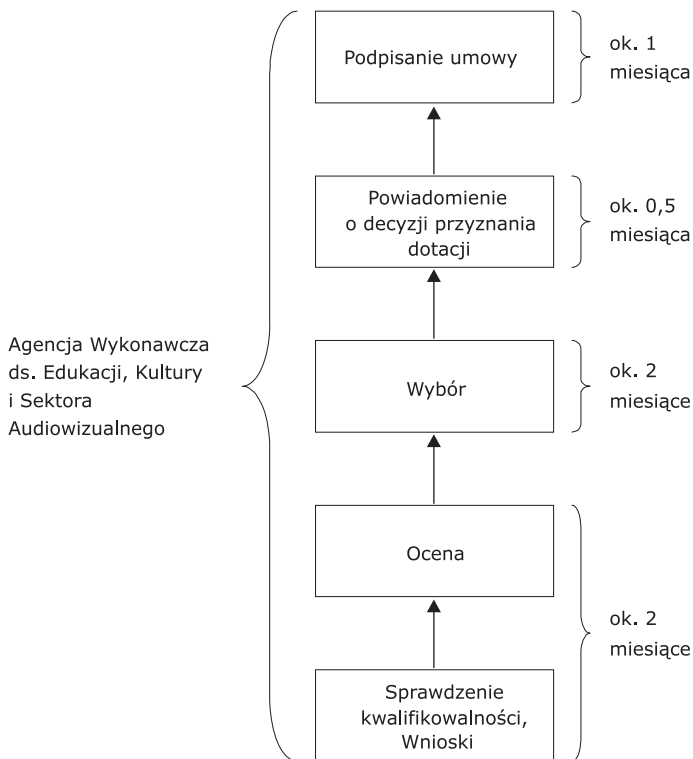 Podpisanie umowy
ok. 1
miesiąca
Powiadomienie
o decyzji przyznania
dotacji
ok. 0,5
miesiąca
Agencja Wykonawcza
ds. Edukacji, Kultury
i Sektora
Audiowizualnego
Wybór
ok. 2
miesiące
Ocena
ok. 2
miesiące
Sprawdzenie
kwalifikowalności,
Wnioski